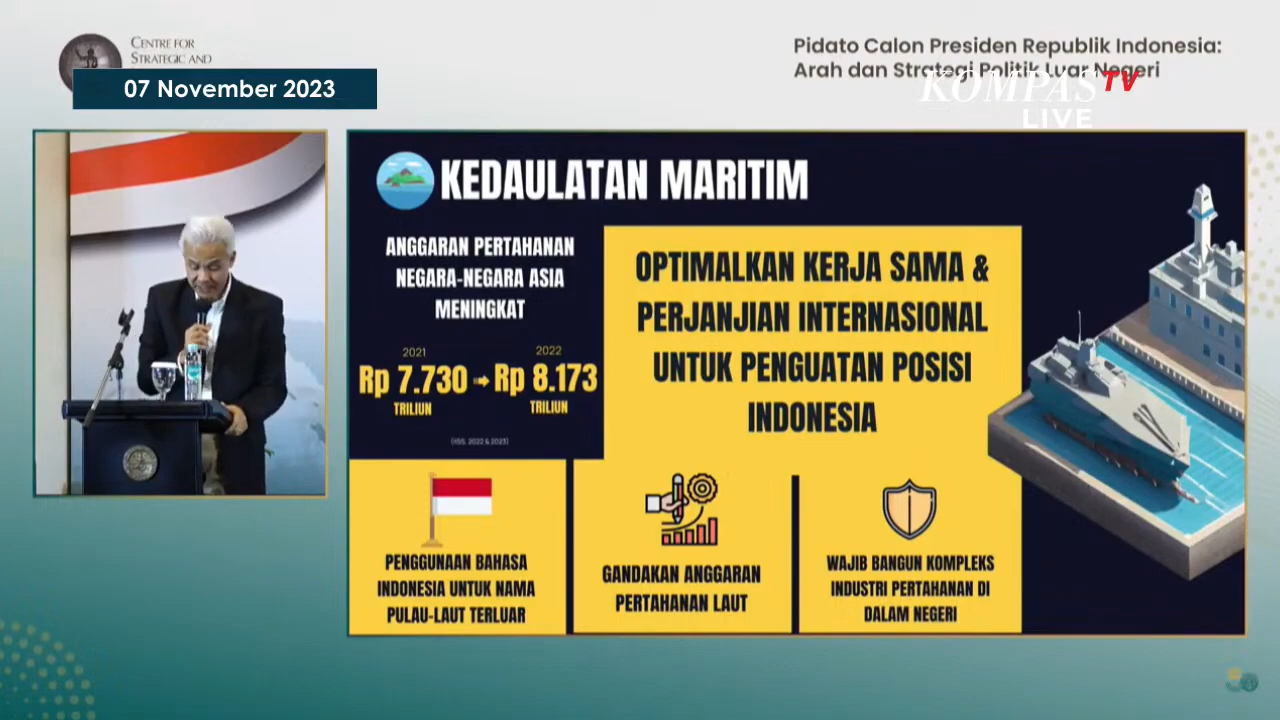 CENTRE FOR
STRATEGIC AND
07 November 2023
Pidato Calon Presiden Republik Indonesia:
Arah dan Strategi Politik Luar Negeri
KOMPAS TV
LIVE
KEDAULATAN MARITIM
ANGGARAN PERTAHANAN
NEGARA-NEGARA ASIA
MENINGKAT
2021
2022
Rp 7.730
Rp 8.173
TRILIUN
TRILIUN
(IISS, 2022 & 2023)
OPTIMALKAN KERJA SAMA &
PERJANJIAN INTERNASIONAL
UNTUK PENGUATAN POSISI
INDONESIA
PENGGUNAAN BAHASA
INDONESIA UNTUK NAMA
PULAU-LAUT TERLUAR
GANDAKAN ANGGARAN
PERTAHANAN LAUT
WAJIB BANGUN KOMPLEKS
INDUSTRI PERTAHANAN DI
DALAM NEGERI